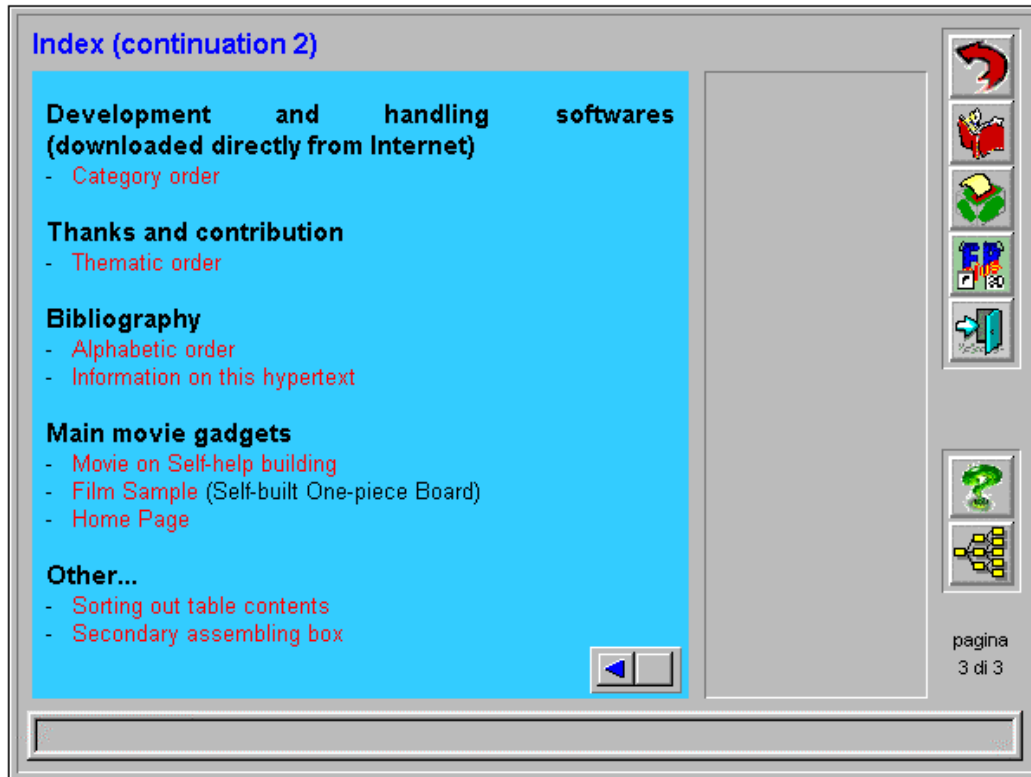 Index (continuation 2)
Development and handling softwares
(downloaded directly from Internet)
- Category order
Thanks and contribution
- Thematic order
Bibliography
- Alphabetic order
- Information on this hypertext
Main movie gadgets
- Movie on Self-help building
- Film Sample (Self-built One-piece Board)
- Home Page
Other...
- Sorting out table contents
- Secondary assembling box
pagina
3 di 3